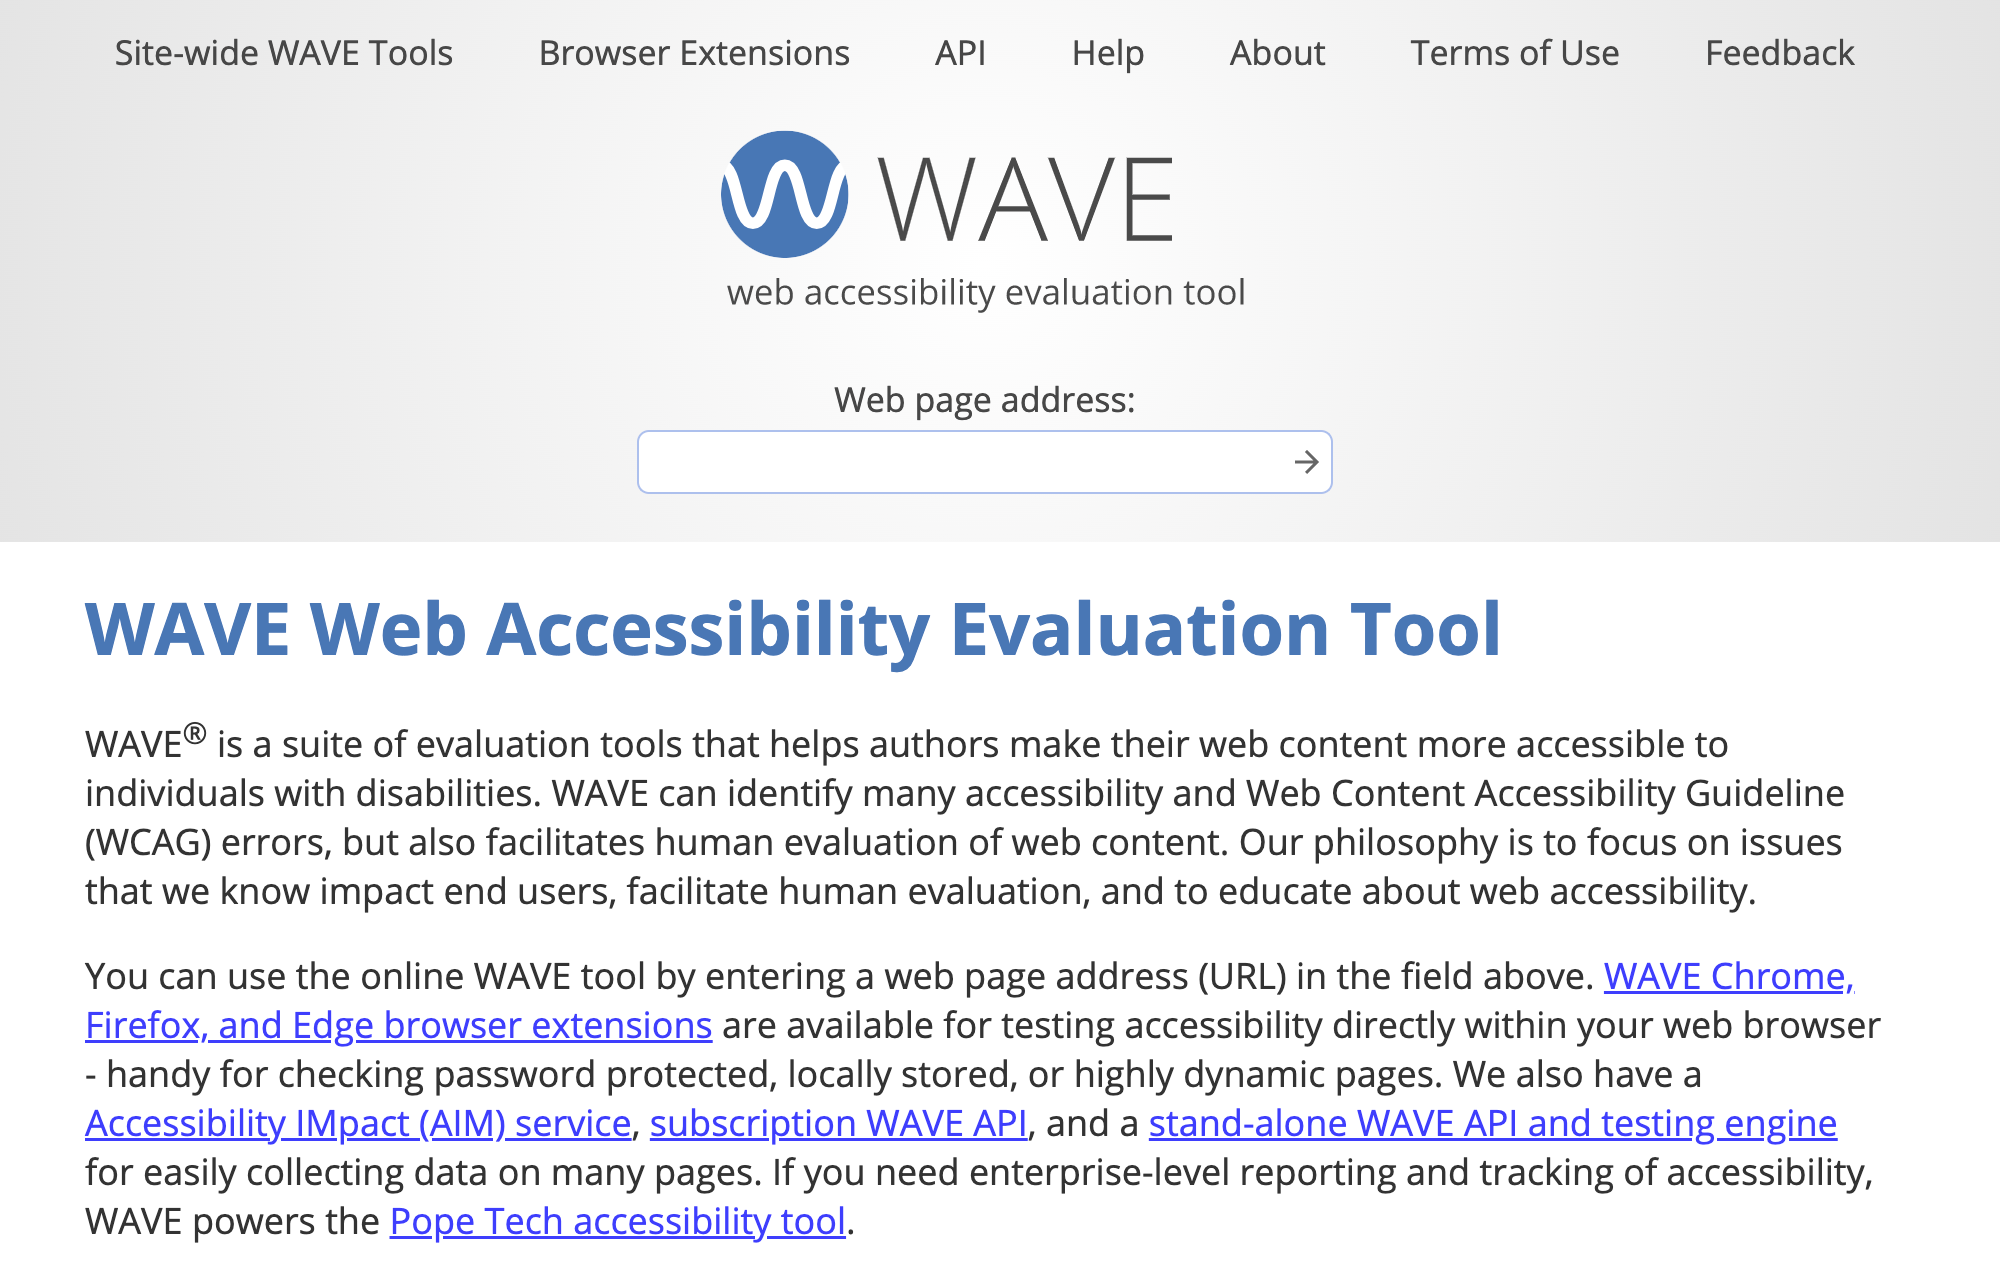 Site-wide WAVE Tools Browser Extensions API Help About Terms of Use Feedback
WAVE
web accessibility evaluation tool
Web page address:
WAVE Web Accessibility Evaluation Tool
WAVE® is a suite of evaluation tools that helps authors make their web content more accessible to
individuals with disabilities. WAVE can identify many accessibility and Web Content Accessibility Guideline
(WCAG) errors, but also facilitates human evaluation of web content. Our philosophy is to focus on issues
that we know impact end users, facilitate human evaluation, and to educate about web accessibility.
You can use the online WAVE tool by entering a web page address (URL) in the field above. WAVE Chrome,
Firefox, and Edge browser extensions are available for testing accessibility directly within your web browser
- handy for checking password protected, locally stored, or highly dynamic pages. We also have a
Accessibility IMpact (AIM) service, subscription WAVE API, and a stand-alone WAVE API and testing engine
for easily collecting data on many pages. If you need enterprise-level reporting and tracking of accessibility,
WAVE powers the Pope Tech accessibility tool.